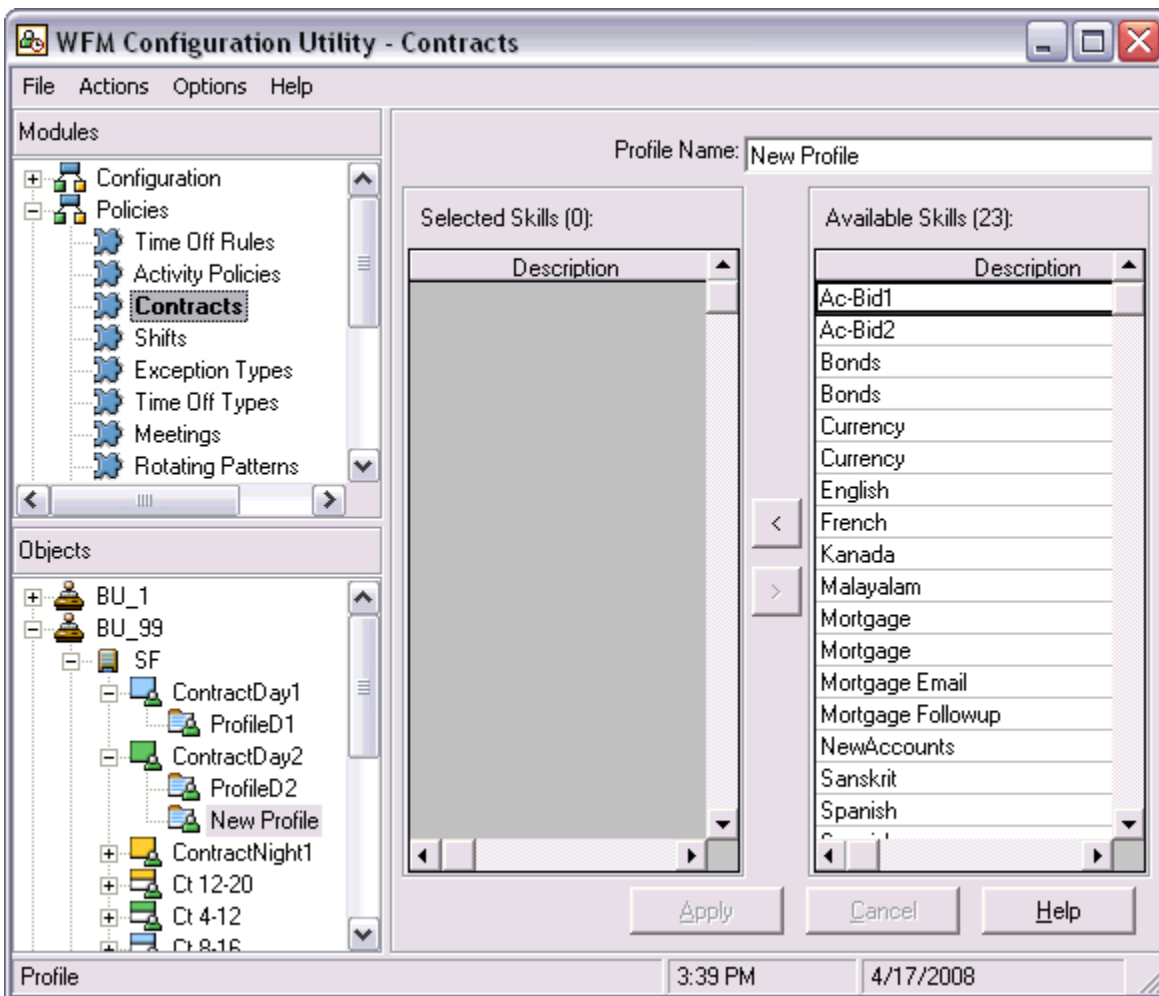 WFM Configuration Utility - Contracts
File Actions Options Help
Modules
Configuration
Policies
Time Off Rules
Activity Policies
Contracts
Shifts
Exception Types
Time Off Types
Meetings
Rotating Patterns
Objects
BU_1
BU_99
SF
ContractDay1
ProfileD1
ContractDay2
ProfileD2
New Profile
ContractNight1
Ct 12-20
Ct 4-12
Ct 8-16
Profile Name: New Profile
Selected Skills (0):
Description
<
>
Available Skills (23):
Description
Ac-Bid1
Ac-Bid2
Bonds
Bonds
Currency
Currency
English
French
Kanada
Malayalam
Mortgage
Mortgage
Mortgage Email
Mortgage Followup
NewAccounts
Sanskrit
Spanish
Apply Cancel Help
Profile 3:39 PM 4/17/2008